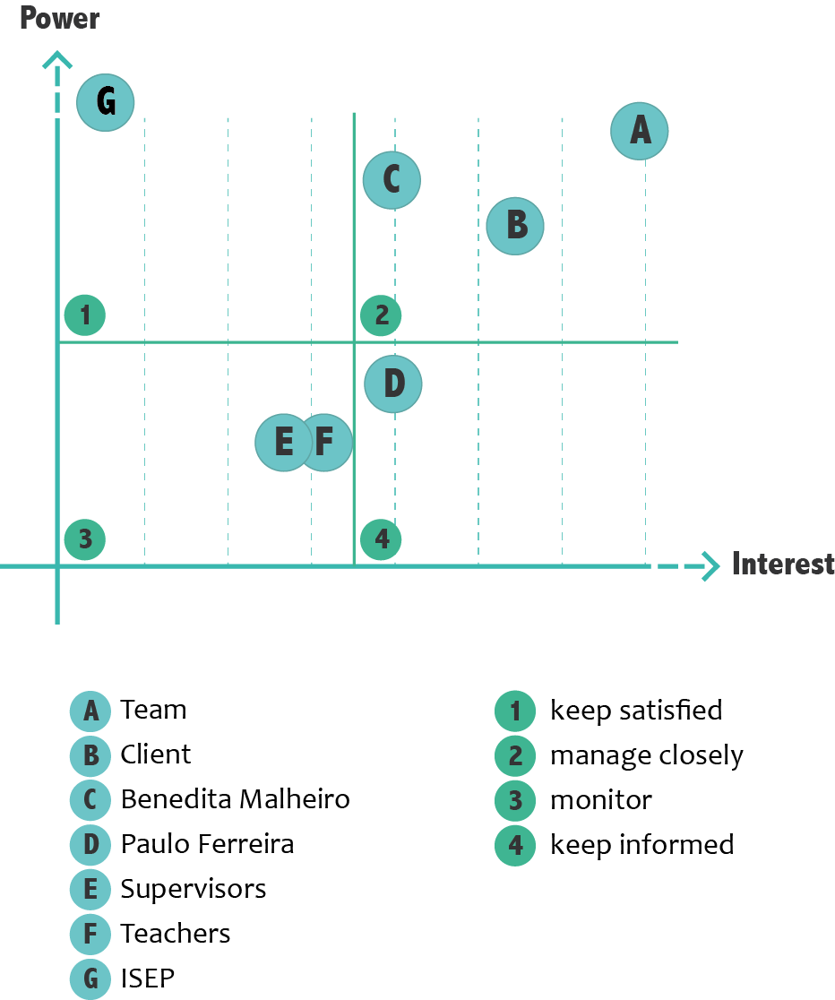 Power
G
A
C
B
1
2
D
E F
3
4
Interest
A Team
B Client
C Benedita Malheiro
D Paulo Ferreira
E Supervisors
F Teachers
G ISEP
1 keep satisfied
2 manage closely
3 monitor
4 keep informed